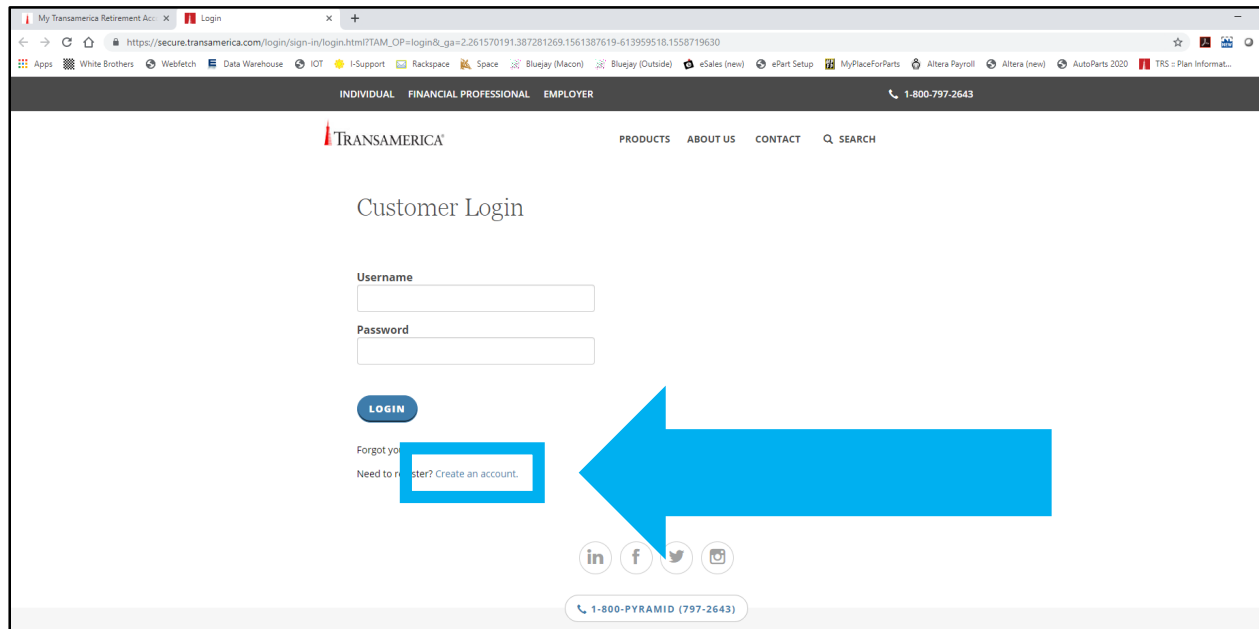 My Transamerica Retirement Acc
Login
https://secure.transamerica.com/login/sign-in/login.html?TAM_OP=login&_ga=2.261570191.387281269.1561387619-613959518.1558719630
Apps White Brothers Webfetch Data Warehouse IOT I-Support Rackspace Space Bluejay (Macon) Bluejay (Outside) eSales (new) ePart Setup MyPlaceForParts Altera Payroll Altera (new) AutoParts 2020 TRS :: Plan Informat...
INDIVIDUAL FINANCIAL PROFESSIONAL EMPLOYER 1-800-797-2643
TRANSAMERICA® PRODUCTS ABOUT US CONTACT SEARCH
Customer Login
Username
Password
LOGIN
Forgot yo
Need to r ster? Create an account.
in f
1-800-PYRAMID (797-2643)